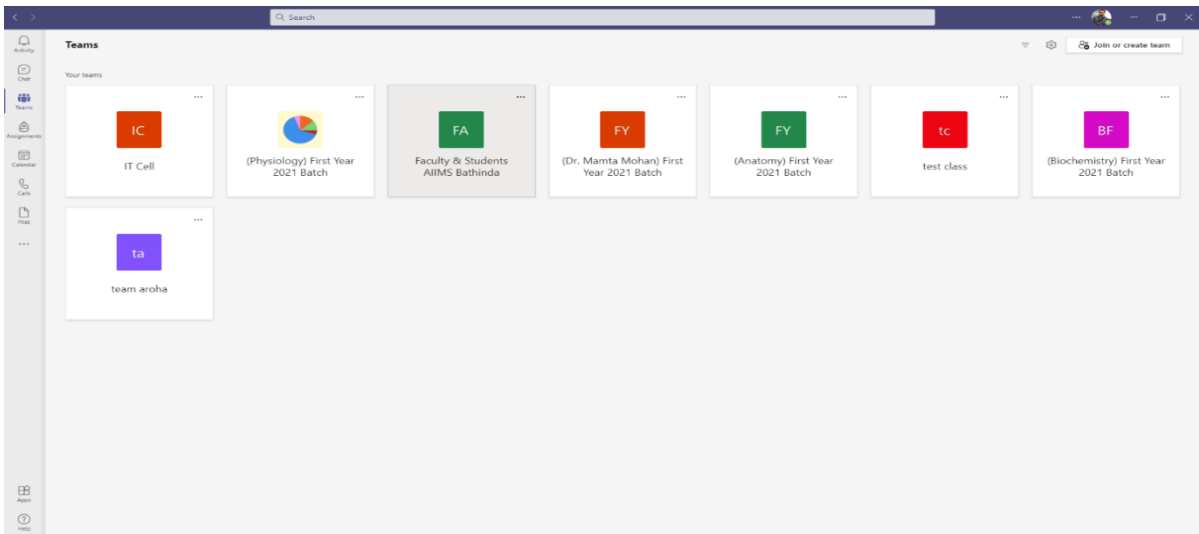 Search
Activity
Chat
Teams
Assignments
Calendar
Calls
Files
Apps
Help
Teams
Join or create team
Your teams
IC
IT Cell
(Physiology) First Year
2021 Batch
FA
Faculty & Students
AIIMS Bathinda
FY
(Dr. Mamta Mohan) First
Year 2021 Batch
FY
(Anatomy) First Year
2021 Batch
tc
test class
BF
(Biochemistry) First Year
2021 Batch
ta
team aroha